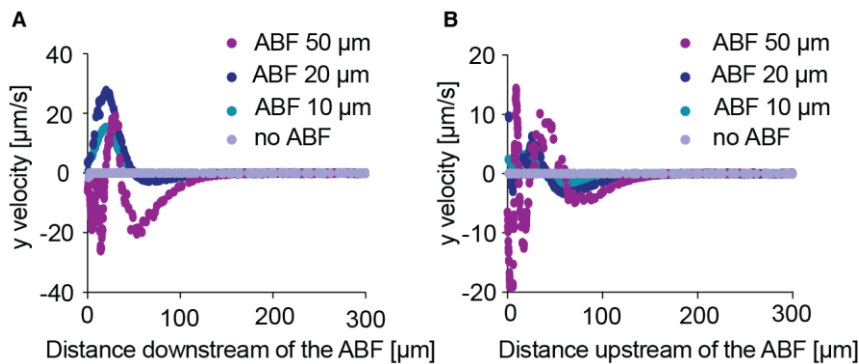 A
y velocity [µm/s]
40
20
0
-20
-40
0
100
200
300
Distance downstream of the ABF [µm]
ABF 50 µm
ABF 20 µm
ABF 10 µm
no ABF
B
y velocity [µm/s]
20
10
0
-10
-20
0
100
200
300
Distance upstream of the ABF [µm]
ABF 50 µm
ABF 20 µm
ABF 10 µm
no ABF